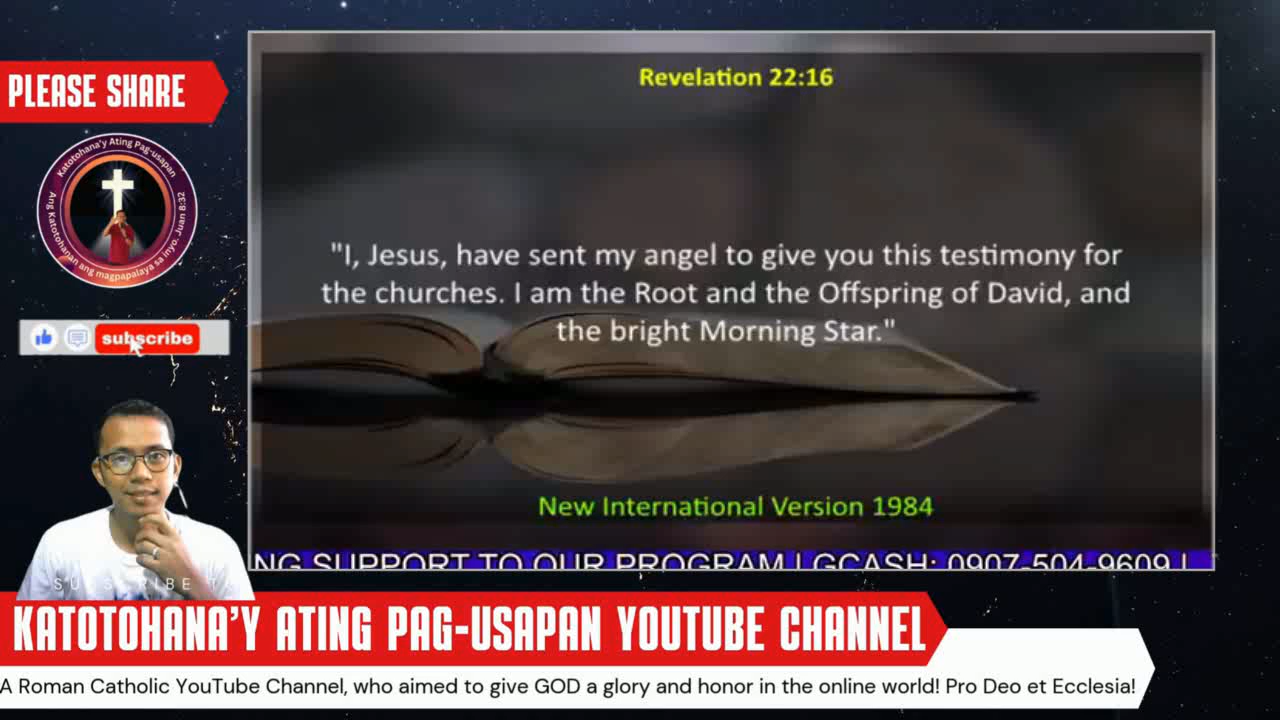 PLEASE SHARE
Katotohana'y Ating Pag-usapan
Ang Katotohanan ang magpapalaya sa inyo. Juan 8:32
subscribe
Revelation 22:16
"I, Jesus, have sent my angel to give you this testimony for
the churches. I am the Root and the Offspring of David, and
the bright Morning Star."
New International Version 1984
NG SUPPORT TO OUR PROGRAM | GCASH: 0907-504-9609 |
SUBSCRIBE TA
KATOTOHANA'Y ATING PAG-USAPAN YOUTUBE CHANNEL
A Roman Catholic YouTube Channel, who aimed to give GOD a glory and honor in the online world! Pro Deo et Ecclesia!